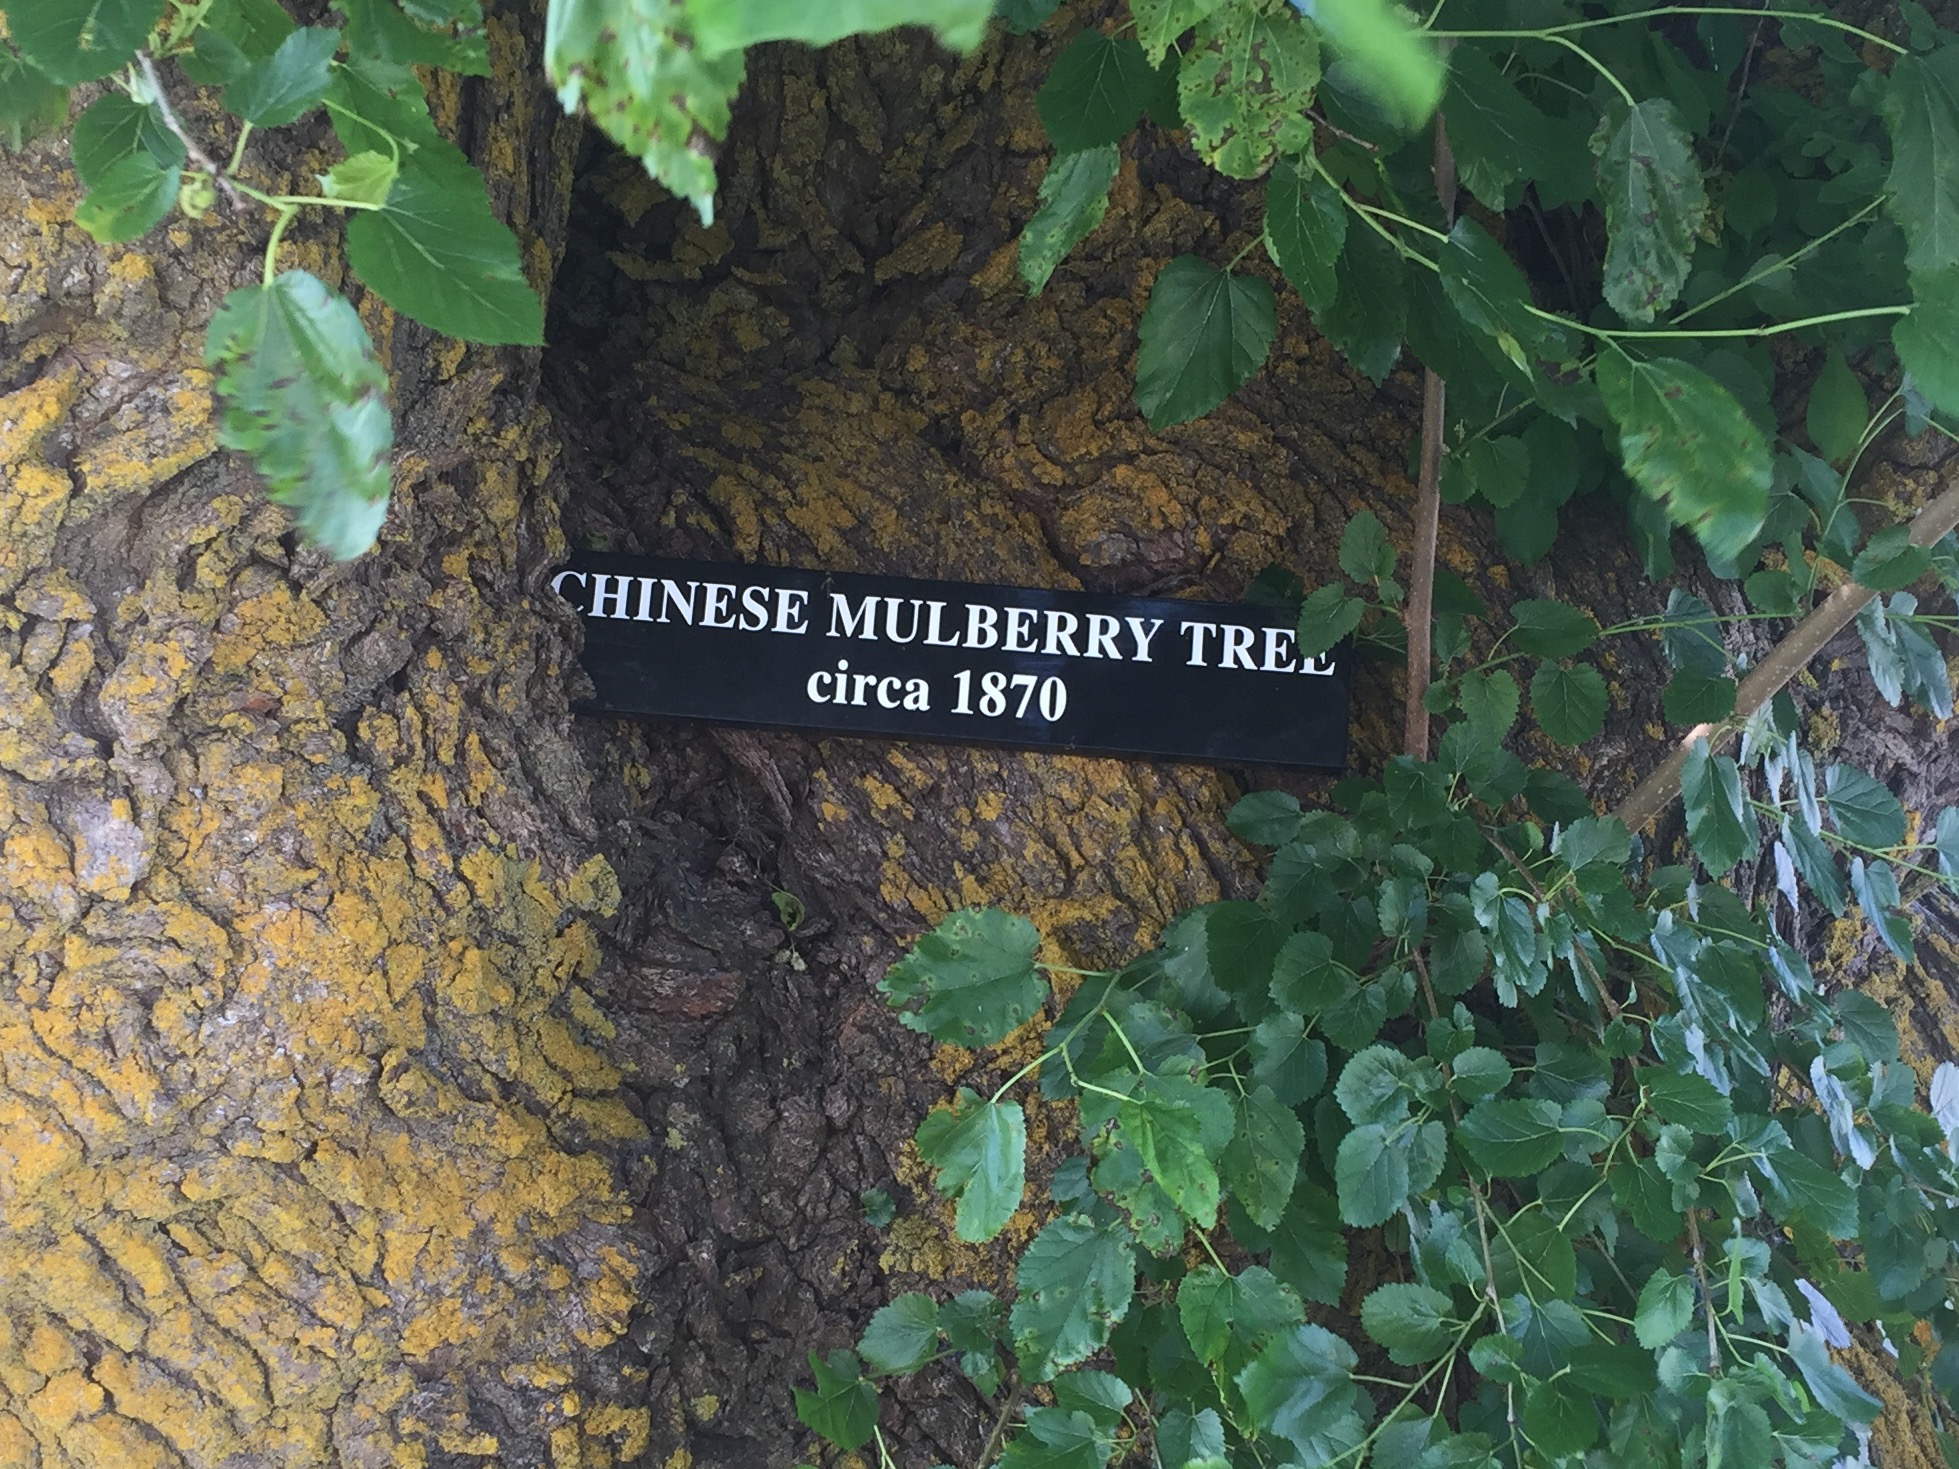 CHINESE MULBERRY TREE
circa 1870